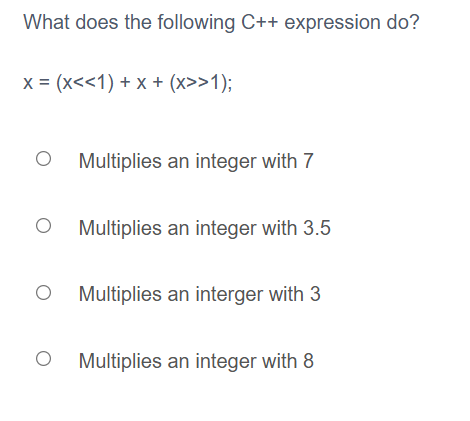 What does the following C++ expression do?
x = (x<<1) + x + (x>>1);
Multiplies an integer with 7
Multiplies an integer with 3.5
Multiplies an interger with 3
Multiplies an integer with 8